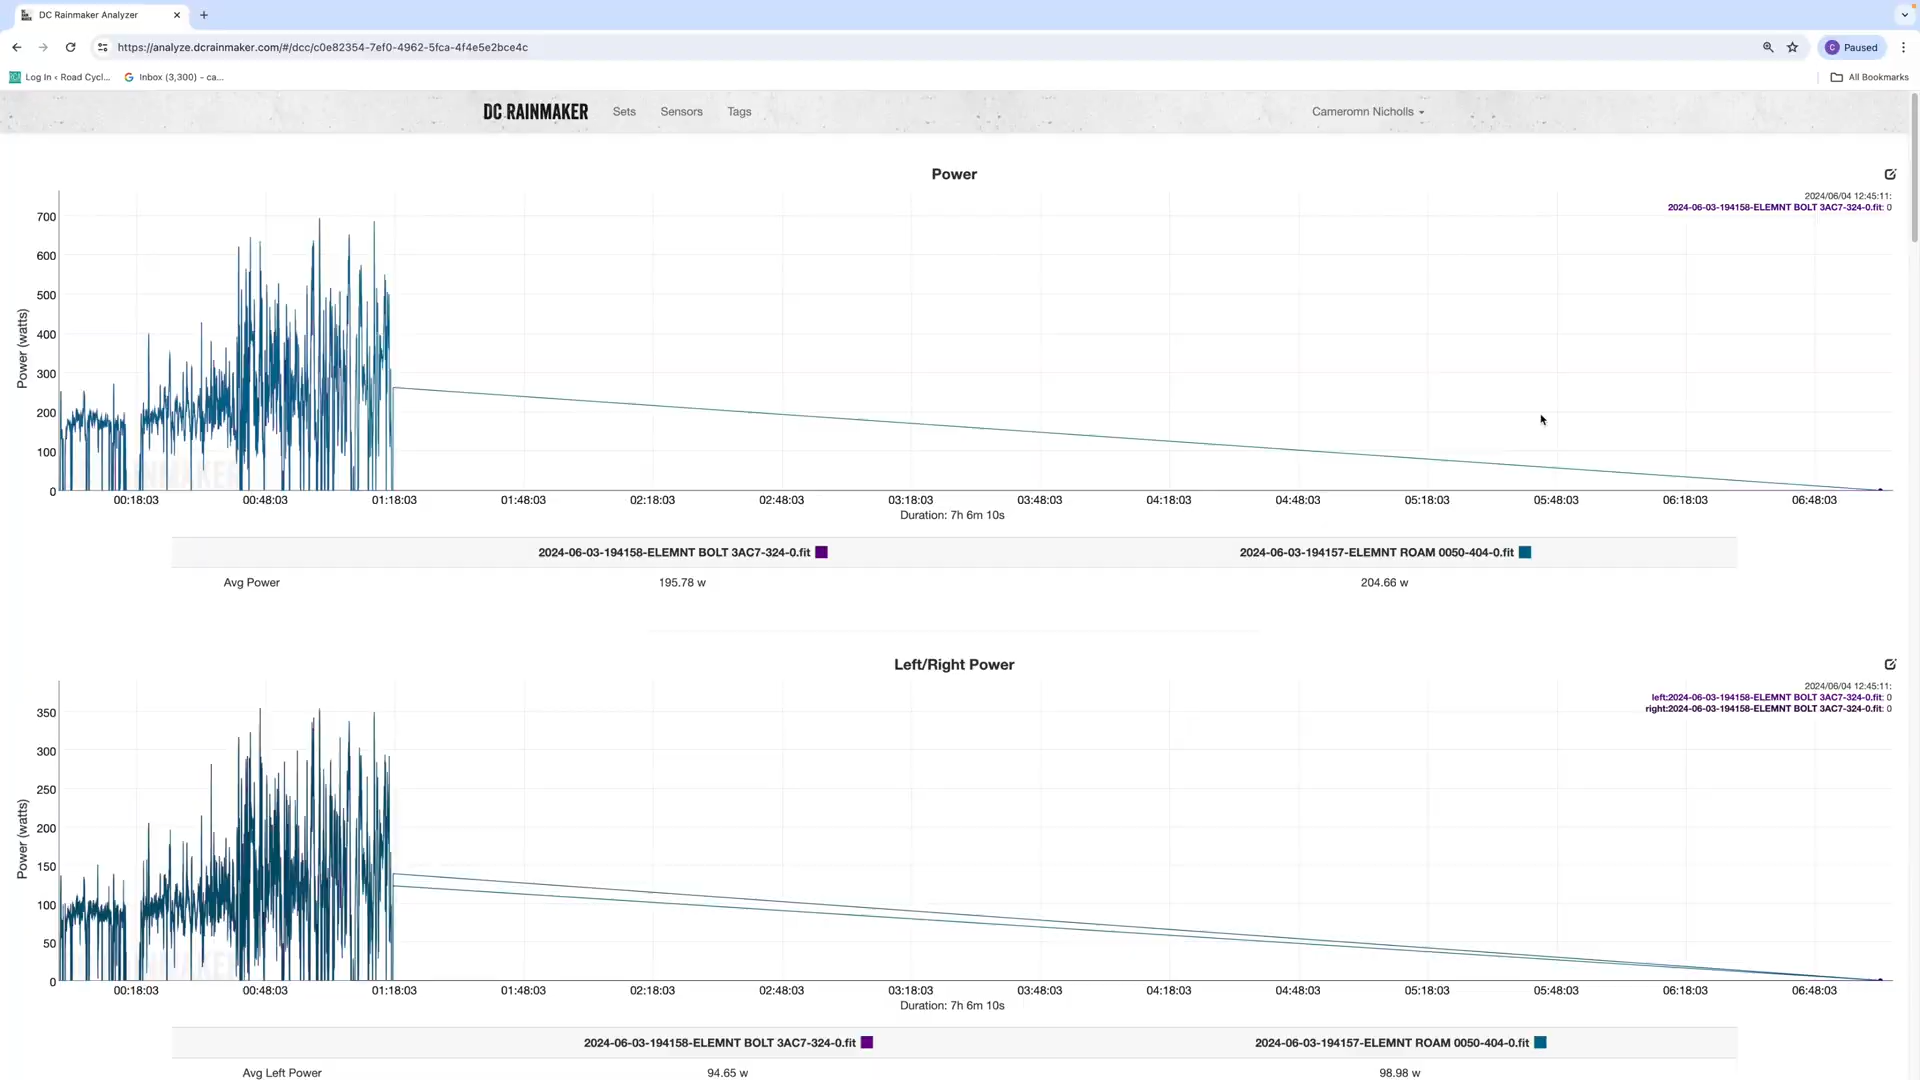 DC Rainmaker Analyzer
https://analyze.dcrainmaker.com/#/dcc/c0e82354-7ef0-4962-5fca-4f4e5e2bce4c
C Paused
Log In ‹ Road Cycl...
Inbox (3,300) - ca...
All Bookmarks
DC RAINMAKER
Sets
Sensors
Tags
Cameromn Nicholls
Power
2024/06/04 12:45:11:
2024-06-03-194158-ELEMNT BOLT 3AC7-324-0.fit: 0
Power (watts)
700
600
500
400
300
200
100
0
00:18:03 00:48:03 01:18:03 01:48:03 02:18:03 02:48:03 03:18:03 03:48:03 04:18:03 04:48:03 05:18:03 05:48:03 06:18:03 06:48:03
Duration: 7h 6m 10s
2024-06-03-194158-ELEMNT BOLT 3AC7-324-0.fit 2024-06-03-194157-ELEMNT ROAM 0050-404-0.fit
Avg Power 195.78 w 204.66 w
Left/Right Power
2024/06/04 12:45:11:
left:2024-06-03-194158-ELEMNT BOLT 3AC7-324-0.fit: 0
right:2024-06-03-194158-ELEMNT BOLT 3AC7-324-0.fit: 0
Power (watts)
350
300
250
200
150
100
50
0
00:18:03 00:48:03 01:18:03 01:48:03 02:18:03 02:48:03 03:18:03 03:48:03 04:18:03 04:48:03 05:18:03 05:48:03 06:18:03 06:48:03
Duration: 7h 6m 10s
2024-06-03-194158-ELEMNT BOLT 3AC7-324-0.fit 2024-06-03-194157-ELEMNT ROAM 0050-404-0.fit
Avg Left Power 94.65 w 98.98 w